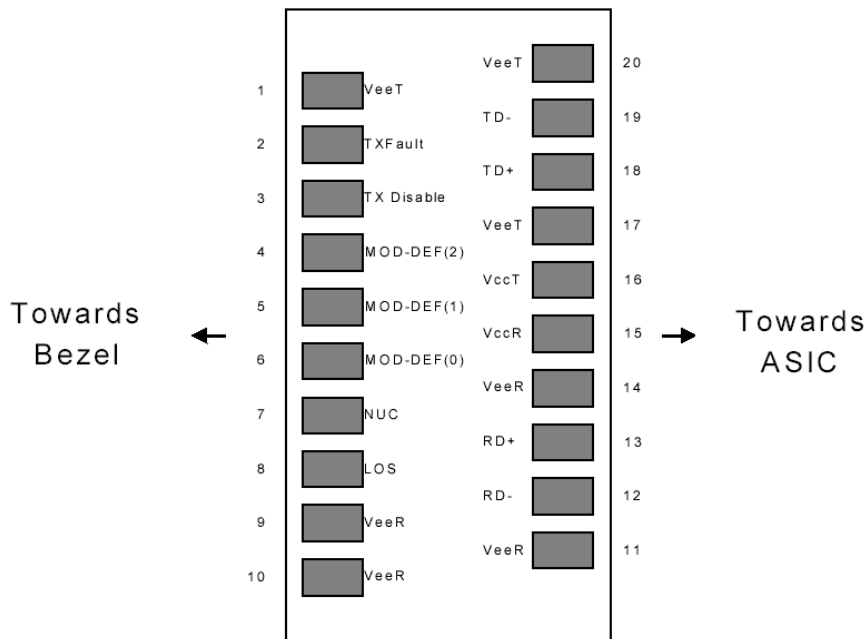 Towards
Bezel
1 VeeT
2 TXFault
3 TX Disable
4 MOD-DEF(2)
5 MOD-DEF(1)
6 MOD-DEF(0)
7 NUC
8 LOS
9 VeeR
10 VeeR
VeeT 20
TD- 19
TD+ 18
VeeT 17
VccT 16
VccR 15
VeeR 14
RD+ 13
RD- 12
VeeR 11
Towards
ASIC